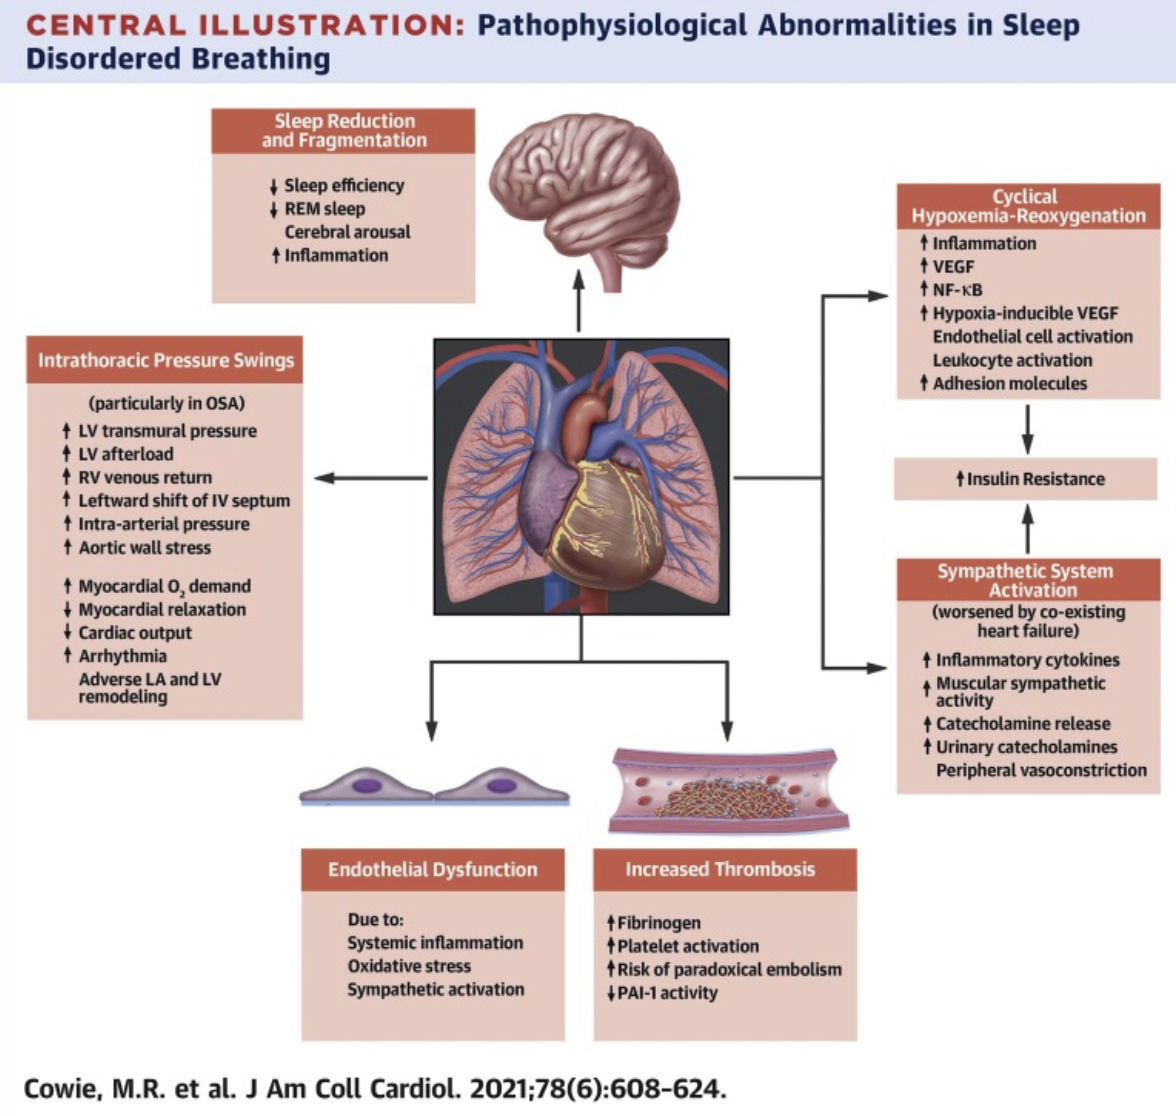 CENTRAL ILLUSTRATION: Pathophysiological Abnormalities in Sleep
Disordered Breathing
Sleep Reduction
and Fragmentation
↓ Sleep efficiency
↓ REM sleep
Cerebral arousal
↑ Inflammation
Intrathoracic Pressure Swings
(particularly in OSA)
↑ LV transmural pressure
↑ LV afterload
↑ RV venous return
↑ Leftward shift of IV septum
↑ Intra-arterial pressure
↑ Aortic wall stress
↑ Myocardial O₂ demand
↓ Myocardial relaxation
↓ Cardiac output
↑ Arrhythmia
Adverse LA and LV
remodeling
Cyclical
Hypoxemia-Reoxygenation
↑ Inflammation
↑ VEGF
↑ NF-κB
↑ Hypoxia-inducible VEGF
Endothelial cell activation
Leukocyte activation
↑ Adhesion molecules
↑ Insulin Resistance
Sympathetic System
Activation
(worsened by co-existing
heart failure)
↑ Inflammatory cytokines
↑ Muscular sympathetic
activity
↑ Catecholamine release
↑ Urinary catecholamines
Peripheral vasoconstriction
Endothelial Dysfunction
Due to:
Systemic inflammation
Oxidative stress
Sympathetic activation
Increased Thrombosis
↑ Fibrinogen
↑ Platelet activation
↑ Risk of paradoxical embolism
↓ PAI-1 activity
Cowie, M.R. et al. J Am Coll Cardiol. 2021;78(6):608–624.